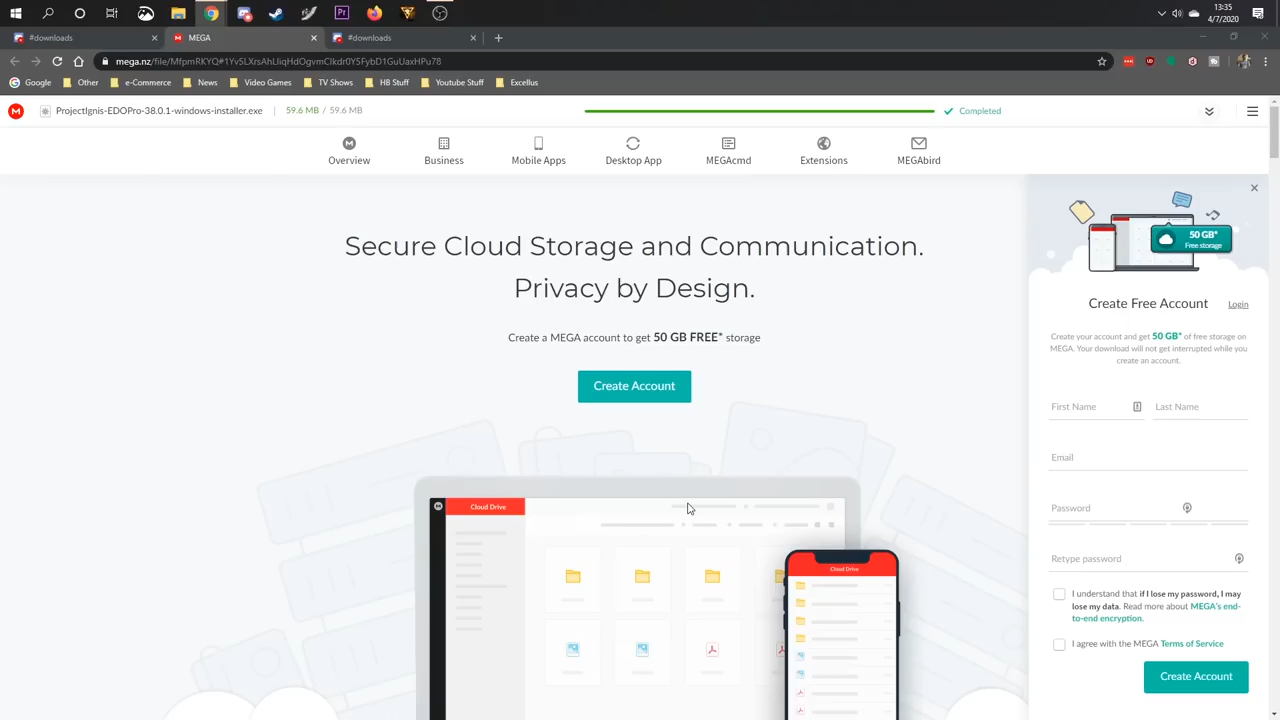 13:35
4/7/2020
#downloads
MEGA
#downloads
mega.nz/file/MfpmRKYQ#1Yv5LXrsAhLliqHdOgvmCIkdr0Y5FybD1GuUaxHPu78
Google
Other
e-Commerce
News
Video Games
TV Shows
HB Stuff
Youtube Stuff
Excellus
ProjectIgnis-EDOPro-38.0.1-windows-installer.exe
59.6 MB / 59.6 MB
Completed
Overview
Business
Mobile Apps
Desktop App
MEGAcmd
Extensions
MEGAbird
Secure Cloud Storage and Communication.
Privacy by Design.
Create a MEGA account to get 50 GB FREE* storage
Create Account
Cloud Drive
Cloud Drive
50 GB*
Free storage
Create Free Account
Login
Create your account and get 50 GB* of free storage on
MEGA. Your download will not get interrupted while you
create an account.
First Name
Last Name
Email
Password
Retype password
I understand that if I lose my password, I may
lose my data. Read more about MEGA's end-
to-end encryption.
I agree with the MEGA Terms of Service
Create Account